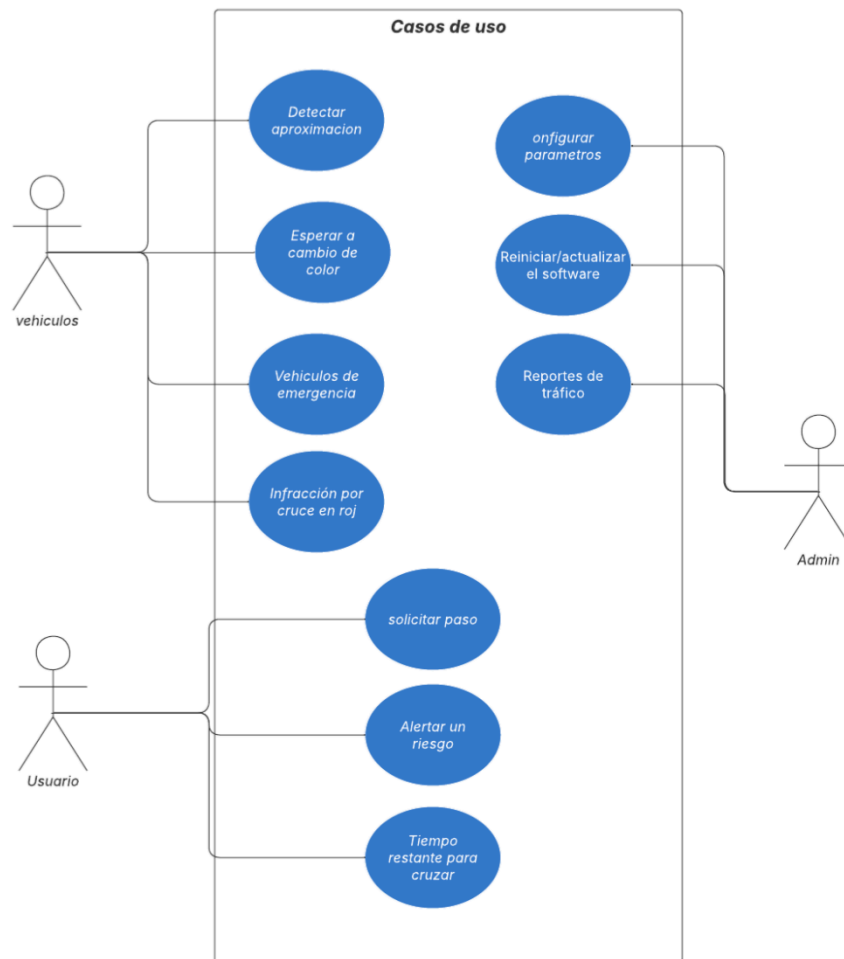 Casos de uso
Detectar
aproximacion
onfigurar
parametros
Esperar a
cambio de
color
Reiniciar/actualizar
el software
vehiculos
Vehiculos de
emergencia
Reportes de
tráfico
Infracción por
cruce en roj
Admin
solicitar paso
Alertar un
riesgo
Usuario
Tiempo
restante para
cruzar